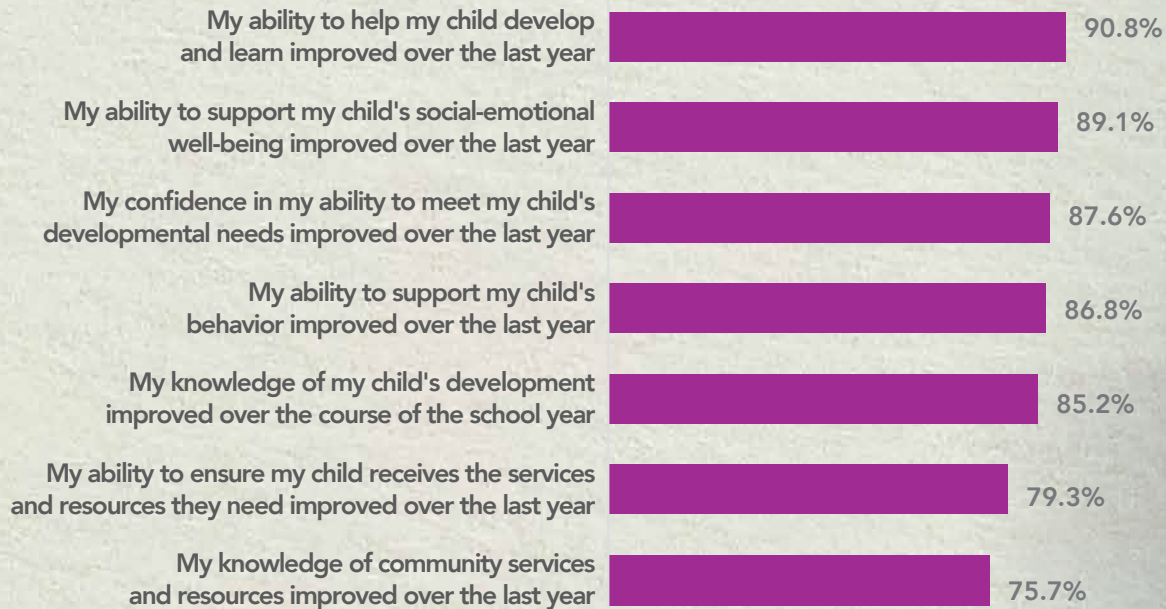 My ability to help my child develop
and learn improved over the last year
90.8%
My ability to support my child's social-emotional
well-being improved over the last year
89.1%
My confidence in my ability to meet my child's
developmental needs improved over the last year
87.6%
My ability to support my child's
behavior improved over the last year
86.8%
My knowledge of my child's development
improved over the course of the school year
85.2%
My ability to ensure my child receives the services
and resources they need improved over the last year
79.3%
My knowledge of community services
and resources improved over the last year
75.7%